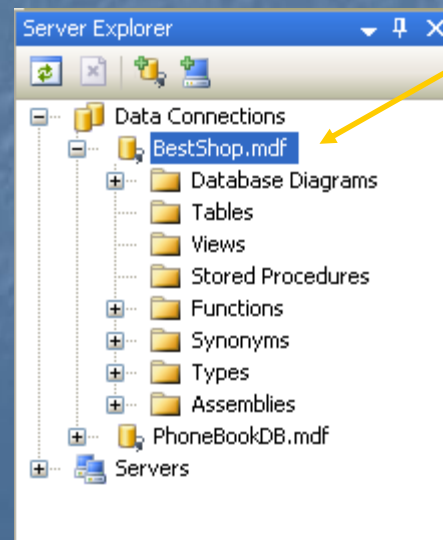 Server Explorer
Data Connections
BestShop.mdf
Database Diagrams
Tables
Views
Stored Procedures
Functions
Synonyms
Types
Assemblies
PhoneBookDB.mdf
Servers